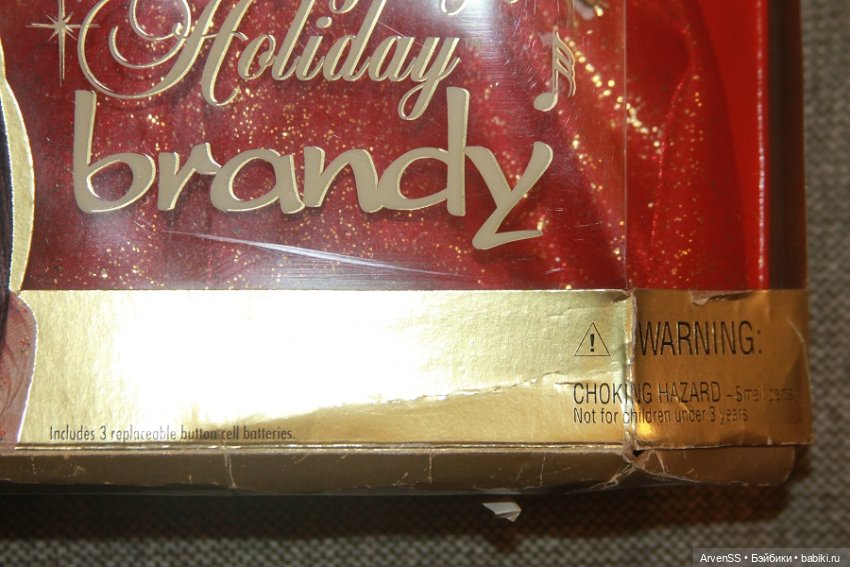 Holiday
brandy
WARNING:
CHOKING HAZARD – Small parts
Not for children under 3 years
Includes 3 replaceable button cell batteries.
ArvenSS • Бэйбики • babiki.ru